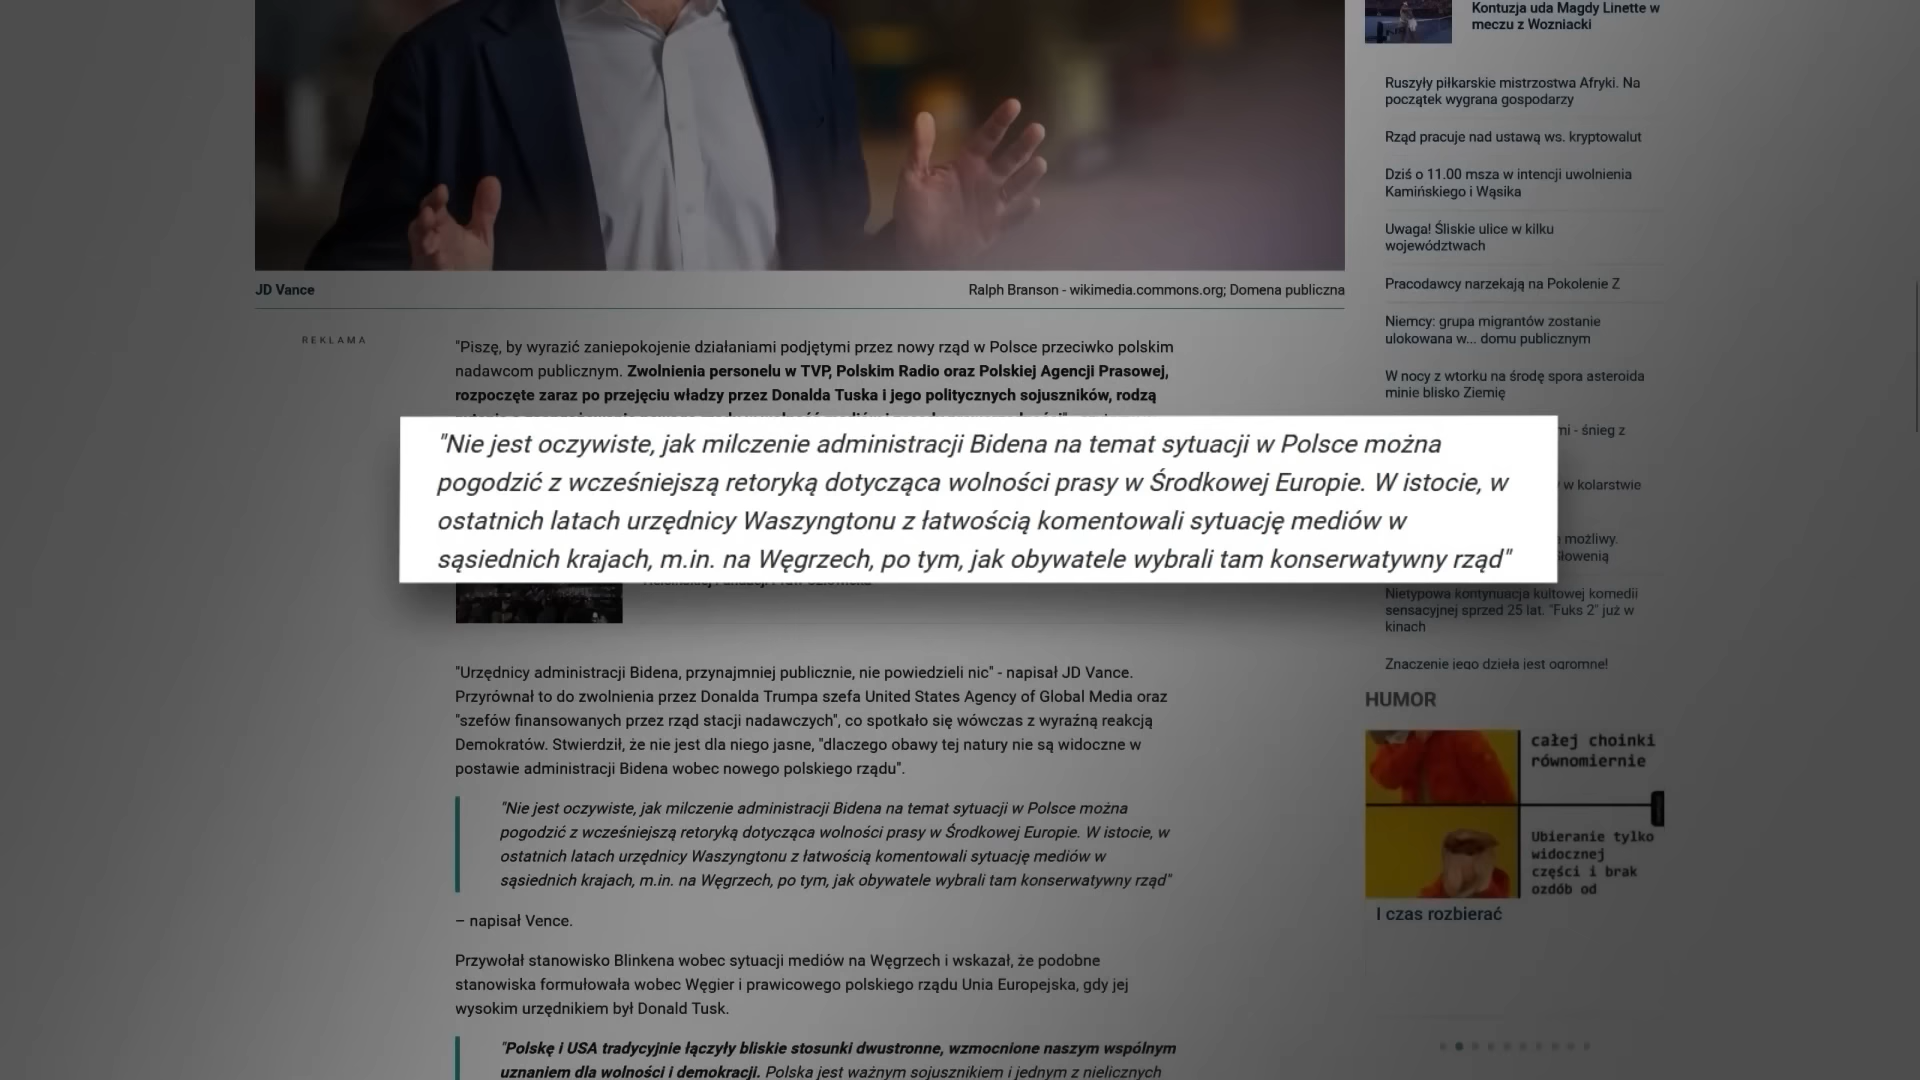 JD Vance
Ralph Branson - wikimedia.commons.org; Domena publiczna
REKLAMA
"Piszę, by wyrazić zaniepokojenie działaniami podjętymi przez nowy rząd w Polsce przeciwko polskim
nadawcom publicznym. Zwolnienia personelu w TVP, Polskim Radio oraz Polskiej Agencji Prasowej,
rozpoczęte zaraz po przejęciu władzy przez Donalda Tuska i jego politycznych sojuszników, rodzą
"Nie jest oczywiste, jak milczenie administracji Bidena na temat sytuacji w Polsce można
pogodzić z wcześniejszą retoryką dotycząca wolności prasy w Środkowej Europie. W istocie, w
ostatnich latach urzędnicy Waszyngtonu z łatwością komentowali sytuację mediów w
sąsiednich krajach, m.in. na Węgrzech, po tym, jak obywatele wybrali tam konserwatywny rząd"
"Urzędnicy administracji Bidena, przynajmniej publicznie, nie powiedzieli nic" - napisał JD Vance.
Przyrównał to do zwolnienia przez Donalda Trumpa szefa United States Agency of Global Media oraz
"szefów finansowanych przez rząd stacji nadawczych", co spotkało się wówczas z wyraźną reakcją
Demokratów. Stwierdził, że nie jest dla niego jasne, "dlaczego obawy tej natury nie są widoczne w
postawie administracji Bidena wobec nowego polskiego rządu".
"Nie jest oczywiste, jak milczenie administracji Bidena na temat sytuacji w Polsce można
pogodzić z wcześniejszą retoryką dotycząca wolności prasy w Środkowej Europie. W istocie, w
ostatnich latach urzędnicy Waszyngtonu z łatwością komentowali sytuację mediów w
sąsiednich krajach, m.in. na Węgrzech, po tym, jak obywatele wybrali tam konserwatywny rząd"
– napisał Vence.
Przywołał stanowisko Blinkena wobec sytuacji mediów na Węgrzech i wskazał, że podobne
stanowiska formułowała wobec Węgier i prawicowego polskiego rządu Unia Europejska, gdy jej
wysokim urzędnikiem był Donald Tusk.
"Polskę i USA tradycyjnie łączyły bliskie stosunki dwustronne, wzmocnione naszym wspólnym
uznaniem dla wolności i demokracji. Polska jest ważnym sojusznikiem i jednym z nielicznych
Kontuzja uda Magdy Linette w
meczu z Wozniacki
Ruszyły piłkarskie mistrzostwa Afryki. Na
początek wygrana gospodarzy
Rząd pracuje nad ustawą ws. kryptowalut
Dziś o 11.00 msza w intencji uwolnienia
Kamińskiego i Wąsika
Uwaga! Śliskie ulice w kilku
województwach
Pracodawcy narzekają na Pokolenie Z
Niemcy: grupa migrantów zostanie
ulokowana w... domu publicznym
W nocy z wtorku na środę spora asteroida
minie blisko Ziemię
- śnieg z
w kolarstwie
możliwy.
Słowenią
Nietypowa kontynuacja kultowej komedii
sensacyjnej sprzed 25 lat. "Fuks 2" już w
kinach
Znaczenie jego dzieła jest ogromne!
HUMOR
całej choinki
równomiernie
Ubieranie tylko
widocznej
części i brak
ozdób od
I czas rozbierać